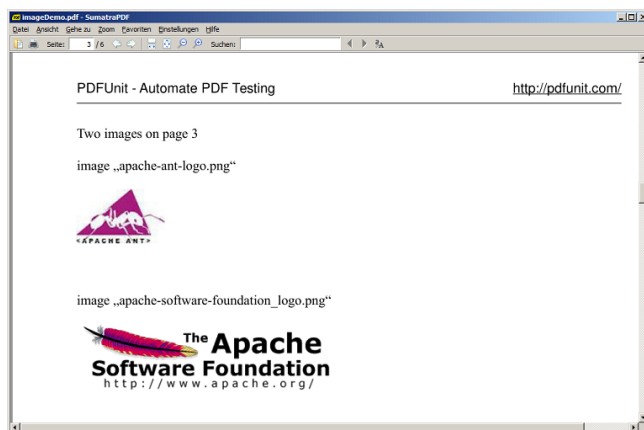 imageDemo.pdf - SumatraPDF
Datei Ansicht Gehe zu Zoom Favoriten Einstellungen Hilfe
Seite: 3 / 6 Suchen:
PDFUnit - Automate PDF Testing http://pdfunit.com/
Two images on page 3
image „apache-ant-logo.png“
<APACHE ANT>
image „apache-software-foundation_logo.png“
The Apache
Software Foundation
http://www.apache.org/